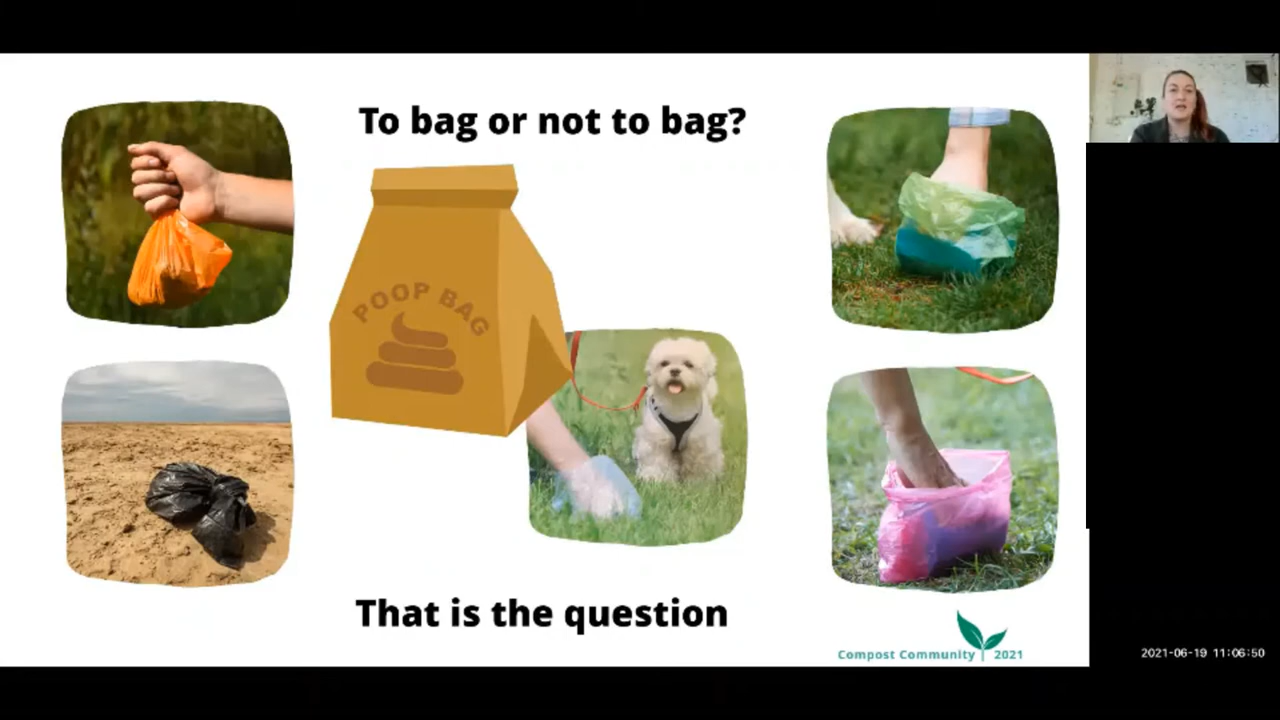 To bag or not to bag?
POOP BAG
That is the question
Compost Community 2021
2021-06-19 11:06:50